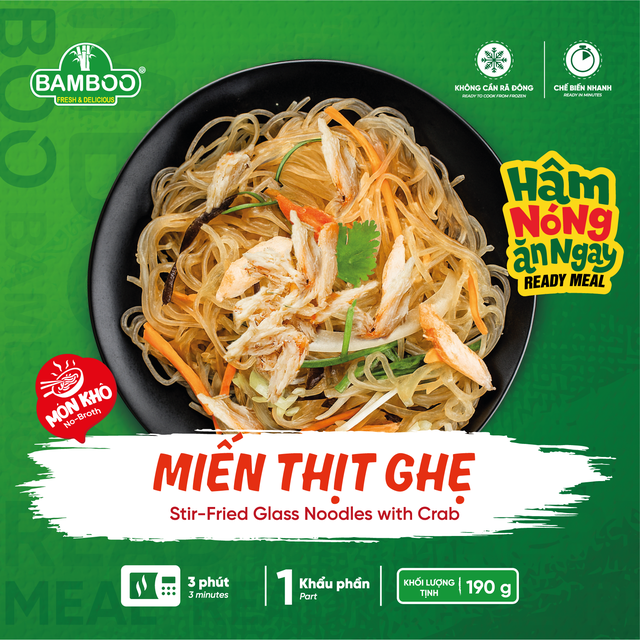 BAMBOO®
FRESH & DELICIOUS
KHÔNG CẦN RÃ ĐÔNG
READY TO COOK FROM FROZEN
CHẾ BIẾN NHANH
READY IN MINUTES
Hâm
Nóng
ăn Ngay
READY MEAL
MÓN KHÔ
No-Broth
MIẾN THỊT GHẸ
Stir-Fried Glass Noodles with Crab
3 phút
3 minutes
1 Khẩu phần
Part
KHỐI LƯỢNG
TỊNH
190 g